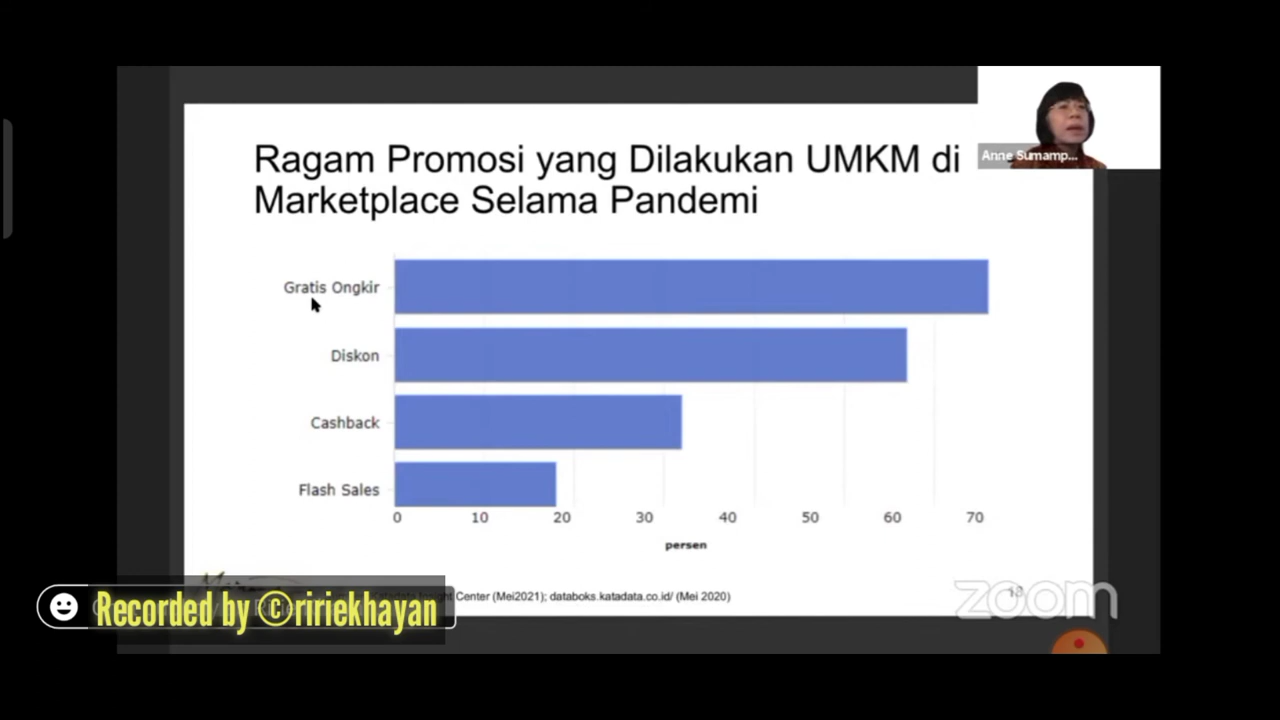 Anne Sumamp...
Ragam Promosi yang Dilakukan UMKM di
Marketplace Selama Pandemi
Gratis Ongkir
Diskon
Cashback
Flash Sales
0 10 20 30 40 50 60 70
persen
Center (Mei2021); databoks.katadata.co.id/ (Mei 2020)
18
zoom
Recorded by ©ririekhayan